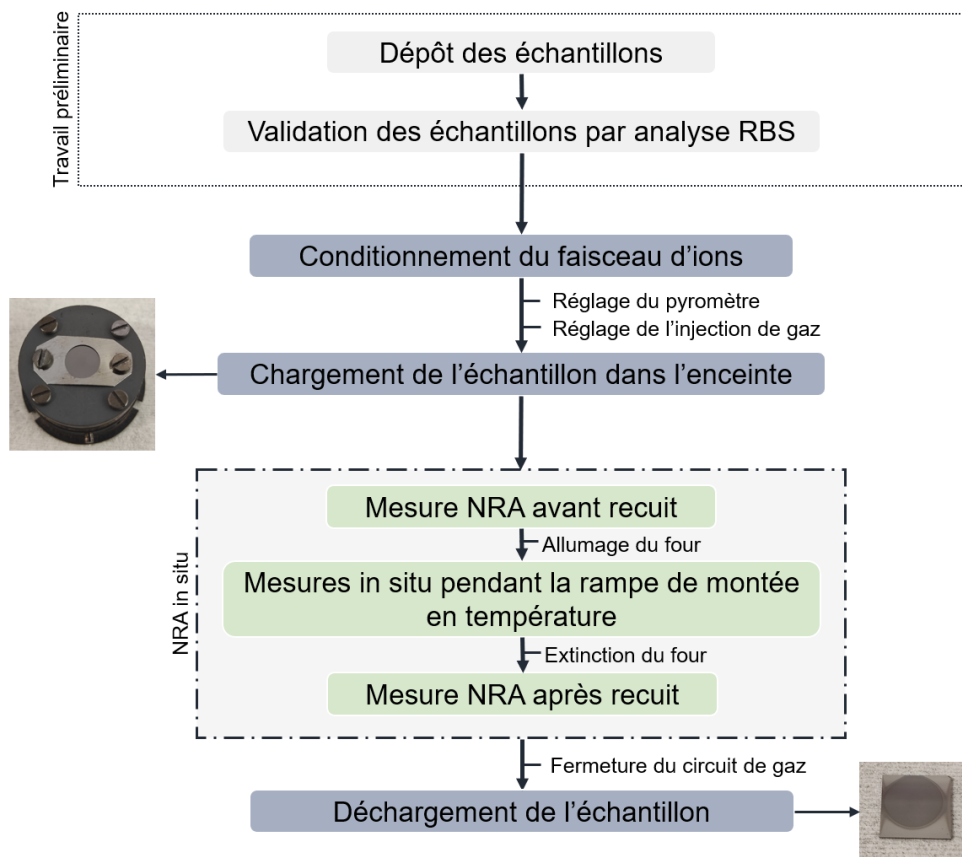 Travail préliminaire
Dépôt des échantillons
Validation des échantillons par analyse RBS
Conditionnement du faisceau d'ions
Réglage du pyromètre
Réglage de l'injection de gaz
Chargement de l'échantillon dans l'enceinte
NRA in situ
Mesure NRA avant recuit
Allumage du four
Mesures in situ pendant la rampe de montée
en température
Extinction du four
Mesure NRA après recuit
Fermeture du circuit de gaz
Déchargement de l'échantillon